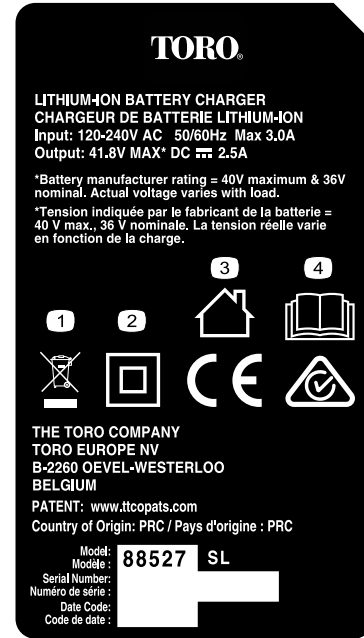 TORO.
LITHIUM-ION BATTERY CHARGER
CHARGEUR DE BATTERIE LITHIUM-ION
Input: 120-240V AC 50/60Hz Max 3.0A
Output: 41.8V MAX* DC 2.5A
*Battery manufacturer rating = 40V maximum & 36V
nominal. Actual voltage varies with load.
*Tension indiquée par le fabricant de la batterie =
40 V max., 36 V nominale. La tension réelle varie
en fonction de la charge.
3 4
1 2
CE
THE TORO COMPANY
TORO EUROPE NV
B-2260 OEVEL-WESTERLOO
BELGIUM
PATENT: www.ttcopats.com
Country of Origin: PRC / Pays d'origine : PRC
Model:
Modèle : 88527 SL
Serial Number:
Numéro de série :
Date Code:
Code de date :